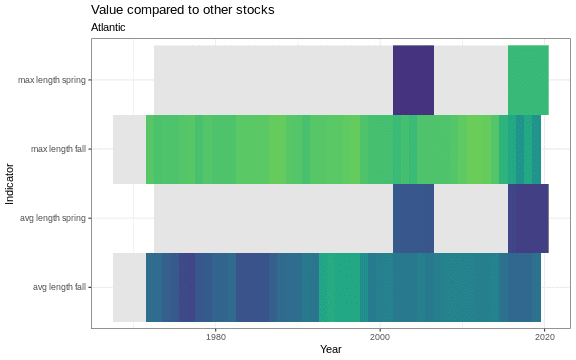 Value compared to other stocks
Atlantic
Indicator
max length spring
max length fall
avg length spring
avg length fall
1980 2000 2020
Year